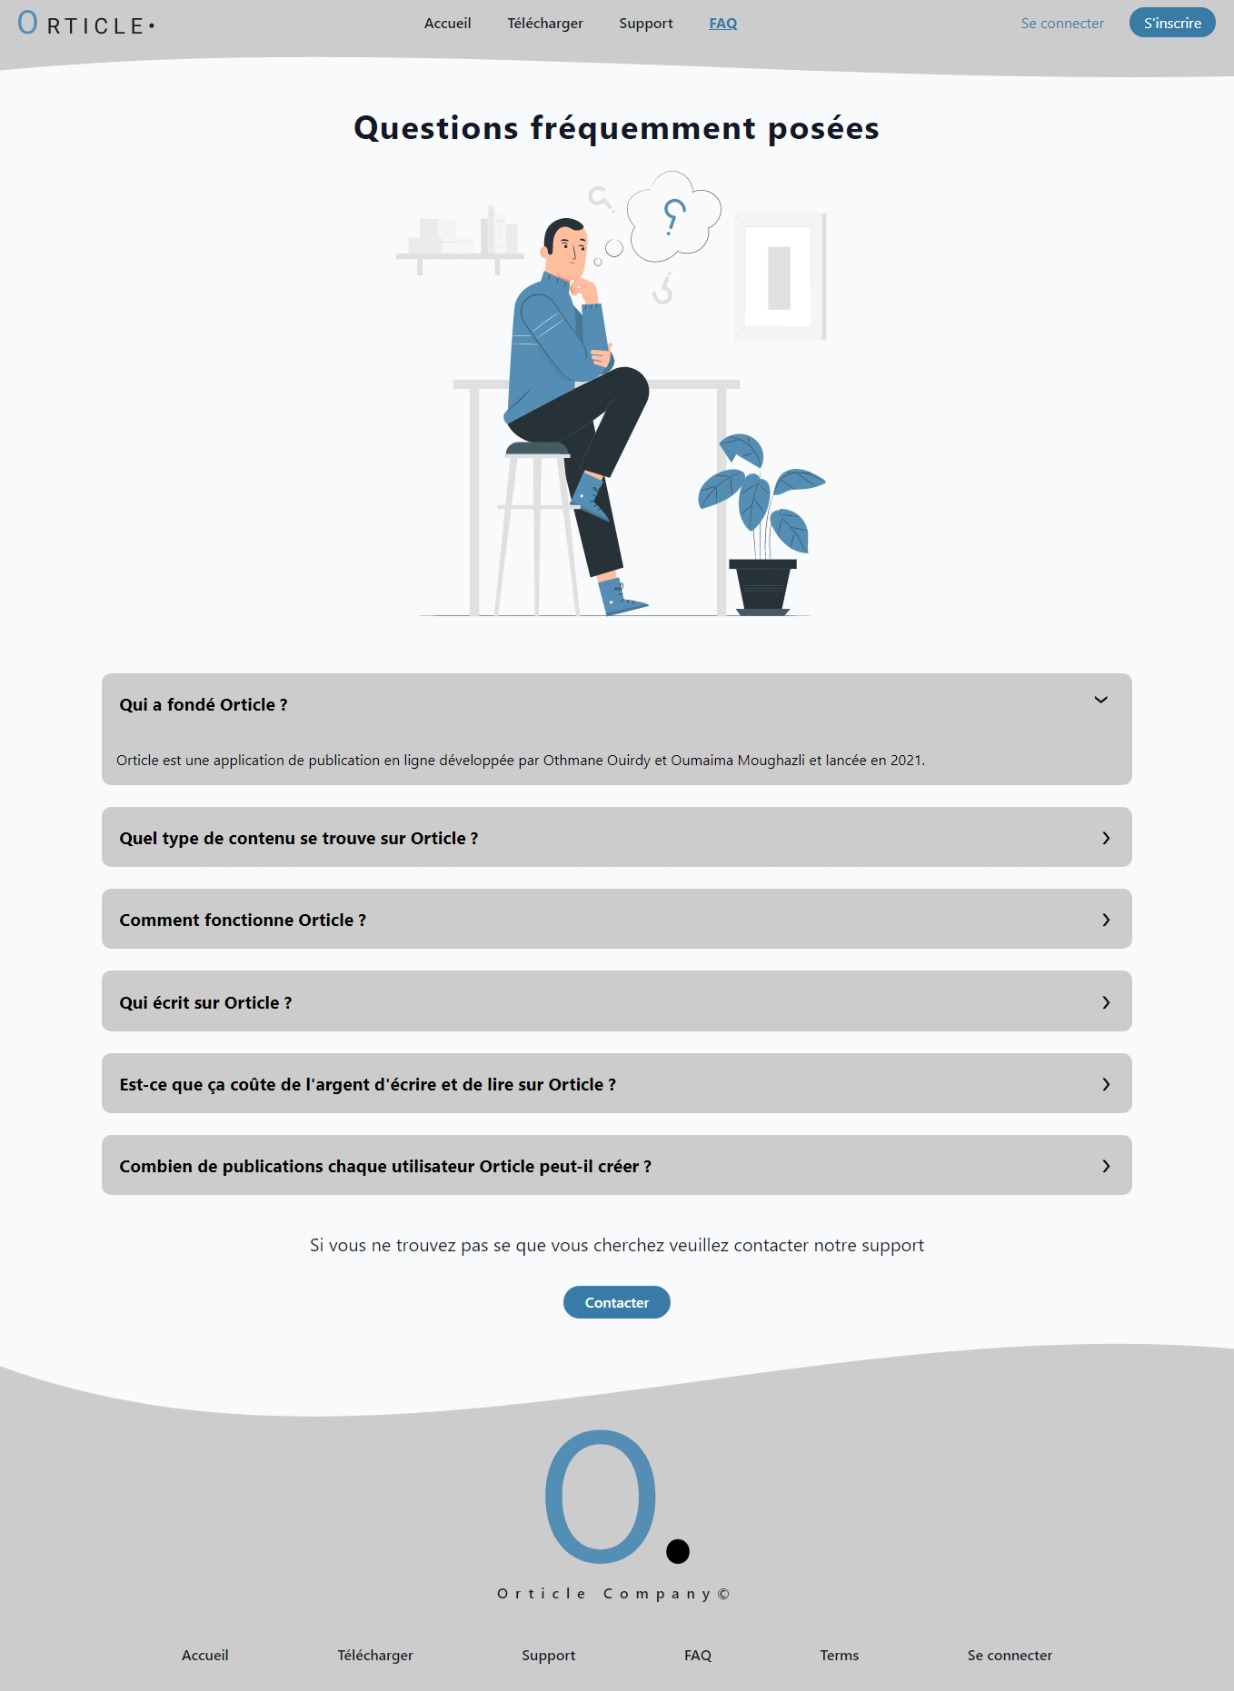 ORTICLE•
Accueil Télécharger Support FAQ Se connecter S'inscrire
Questions fréquemment posées
?
?
?
Qui a fondé Orticle ?
Orticle est une application de publication en ligne développée par Othmane Ouirdy et Oumaima Moughazli et lancée en 2021.
Quel type de contenu se trouve sur Orticle ?
Comment fonctionne Orticle ?
Qui écrit sur Orticle ?
Est-ce que ça coûte de l'argent d'écrire et de lire sur Orticle ?
Combien de publications chaque utilisateur Orticle peut-il créer ?
Si vous ne trouvez pas se que vous cherchez veuillez contacter notre support
Contacter
O.
Orticle Company©
Accueil Télécharger Support FAQ Terms Se connecter